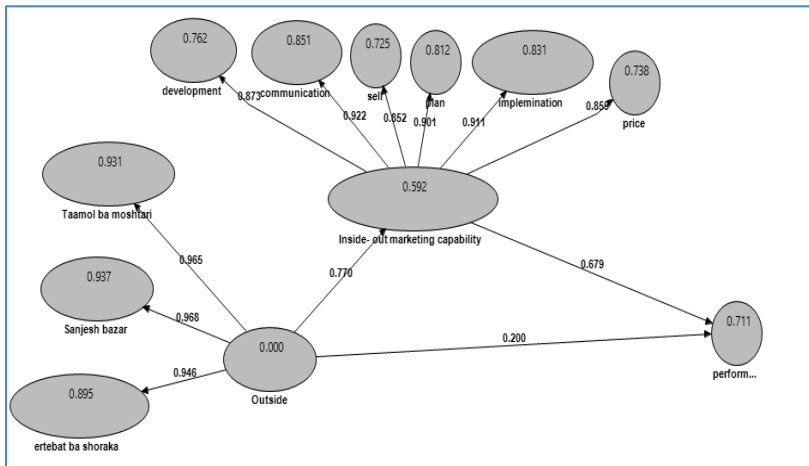 0.762
development
0.851
communication
0.725
sell
0.812
plan
0.831
Implemination
0.738
price
0.873
0.922
0.852
0.901
0.911
0.859
0.931
Taamol ba moshtari
0.592
Inside- out marketing capability
0.965
0.770
0.679
0.937
Sanjesh bazar
0.968
0.000
Outside
0.200
0.711
perform...
0.946
0.895
ertebat ba shoraka